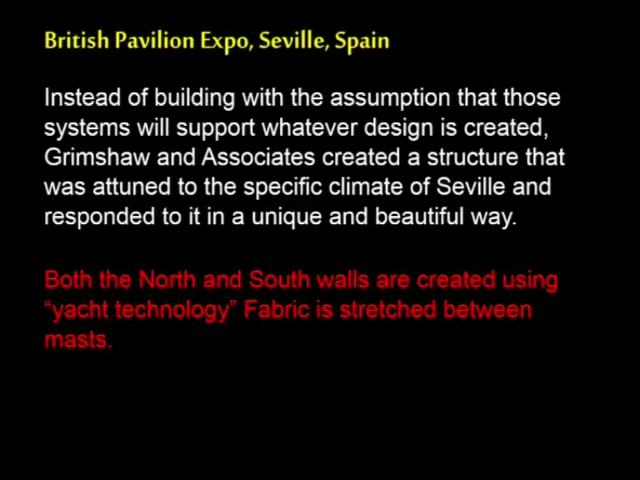 British Pavilion Expo, Seville, Spain
Instead of building with the assumption that those
systems will support whatever design is created,
Grimshaw and Associates created a structure that
was attuned to the specific climate of Seville and
responded to it in a unique and beautiful way.
Both the North and South walls are created using
“yacht technology” Fabric is stretched between
masts.